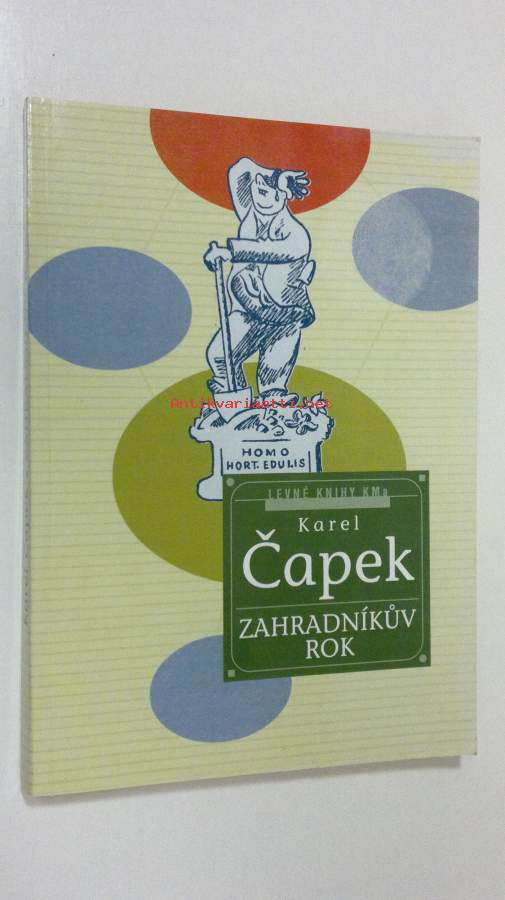 Antikvariaatti.net
HOMO
HORT. EDULIS
LEVNÉ KNIHY KMa
Karel
Čapek
ZAHRADNÍKŮV
ROK